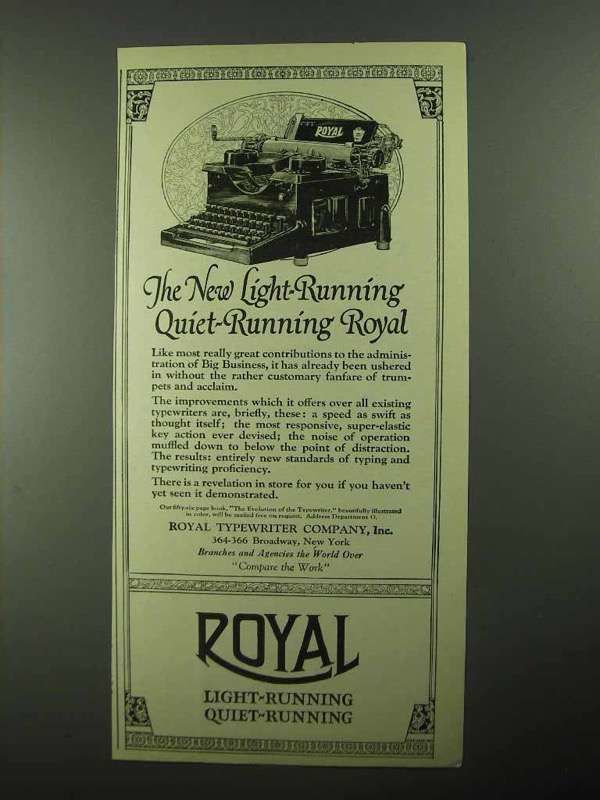 ROYAL
The New Light-Running
Quiet-Running Royal
Like most really great contributions to the adminis-
tration of Big Business, it has already been ushered
in without the rather customary fanfare of trum-
pets and acclaim.
The improvements which it offers over all existing
typewriters are, briefly, these: a speed as swift as
thought itself; the most responsive, super-elastic
key action ever devised; the noise of operation
muffled down to below the point of distraction.
The results: entirely new standards of typing and
typewriting proficiency.
There is a revelation in store for you if you haven't
yet seen it demonstrated.
Our fifty-six page book, "The Evolution of the Typewriter," beautifully illustrated
in color, will be mailed free on request. Address Department O.
ROYAL TYPEWRITER COMPANY, Inc.
364-366 Broadway, New York
Branches and Agencies the World Over
"Compare the Work"
ROYAL
LIGHT-RUNNING
QUIET-RUNNING